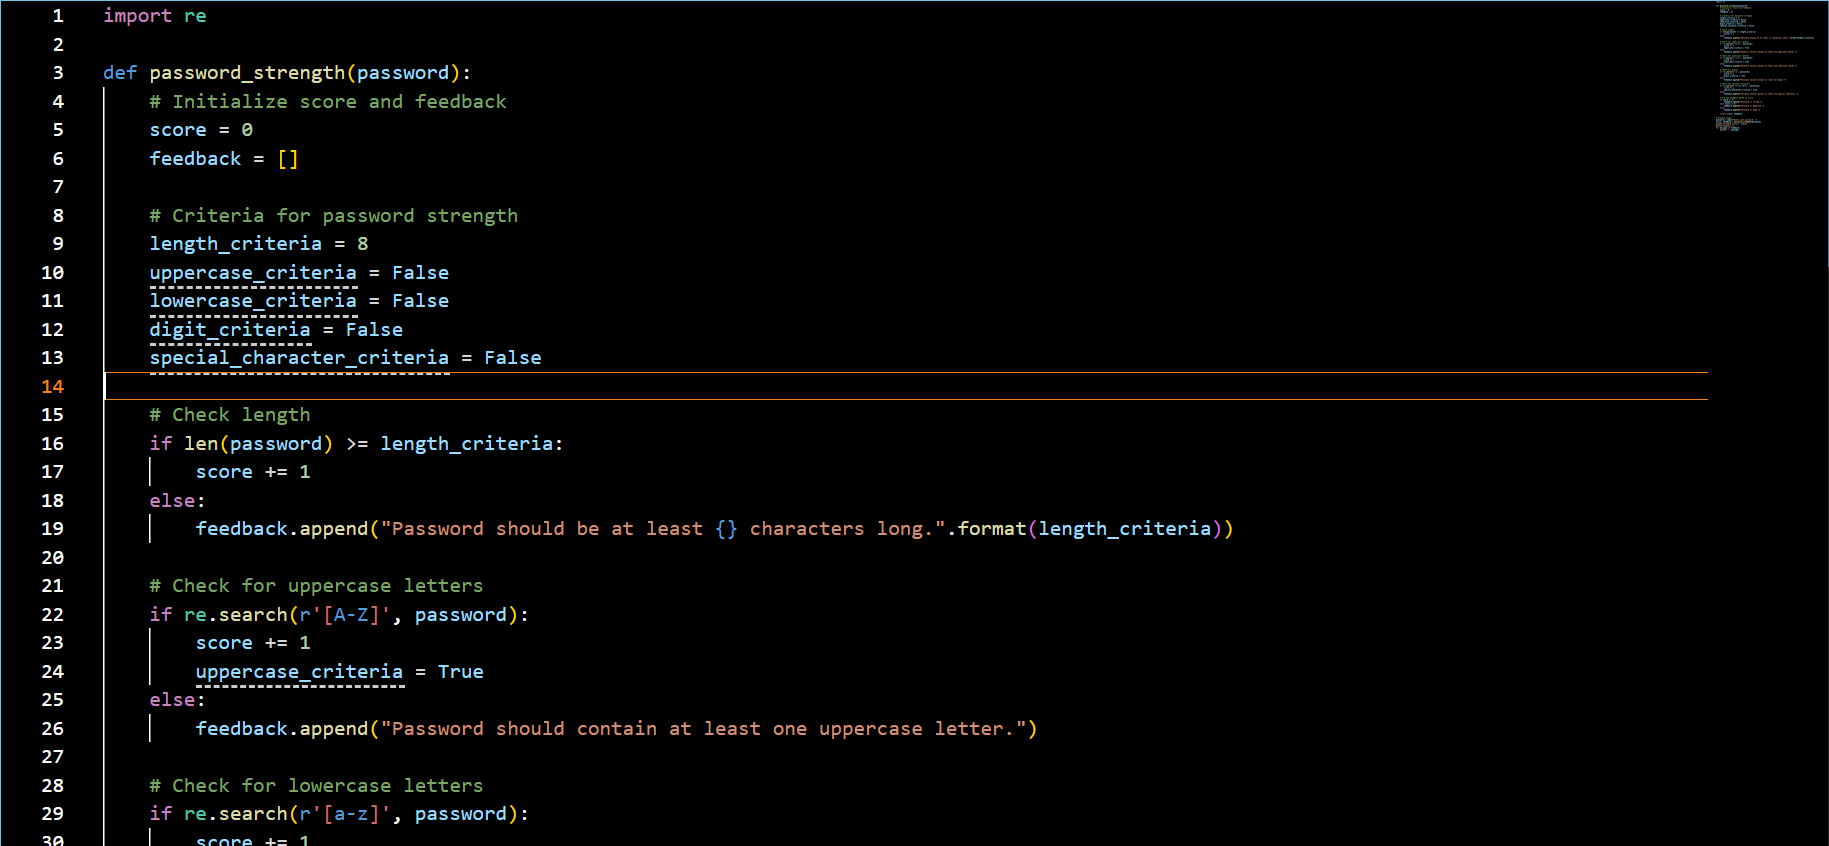 1 import re
2
3 def password_strength(password):
4     # Initialize score and feedback
5     score = 0
6     feedback = []
7
8     # Criteria for password strength
9     length_criteria = 8
10     uppercase_criteria = False
11     lowercase_criteria = False
12     digit_criteria = False
13     special_character_criteria = False
14
15     # Check length
16     if len(password) >= length_criteria:
17         score += 1
18     else:
19         feedback.append("Password should be at least {} characters long.".format(length_criteria))
20
21     # Check for uppercase letters
22     if re.search(r'[A-Z]', password):
23         score += 1
24         uppercase_criteria = True
25     else:
26         feedback.append("Password should contain at least one uppercase letter.")
27
28     # Check for lowercase letters
29     if re.search(r'[a-z]', password):
30         score += 1